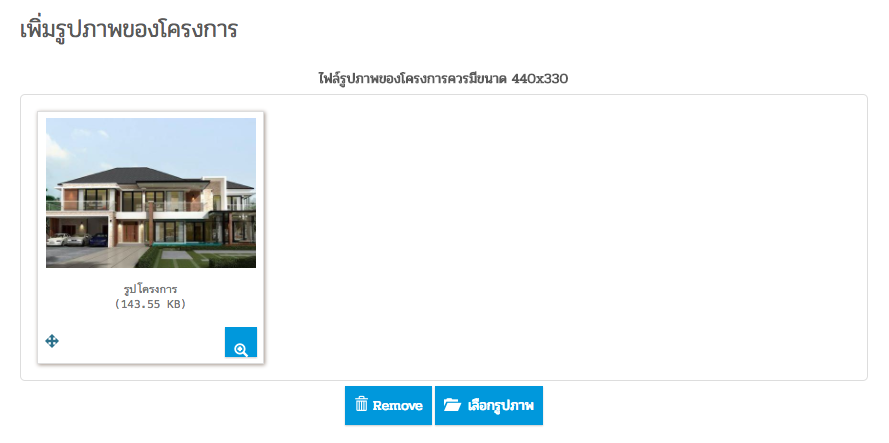 เพิ่มรูปภาพของโครงการ
ไฟล์รูปภาพของโครงการควรมีขนาด 440x330
รูปโครงการ
(143.55 KB)
Remove
เลือกรูปภาพ